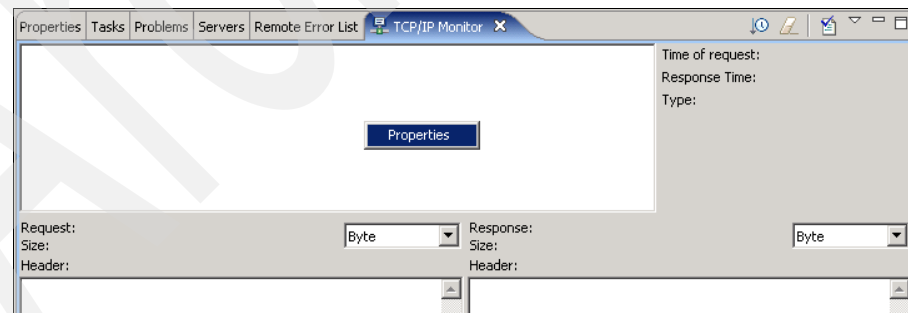 Properties Tasks Problems Servers Remote Error List TCP/IP Monitor
Time of request:
Response Time:
Type:
Properties
Request:
Size:
Byte
Header:
Response:
Size:
Byte
Header: